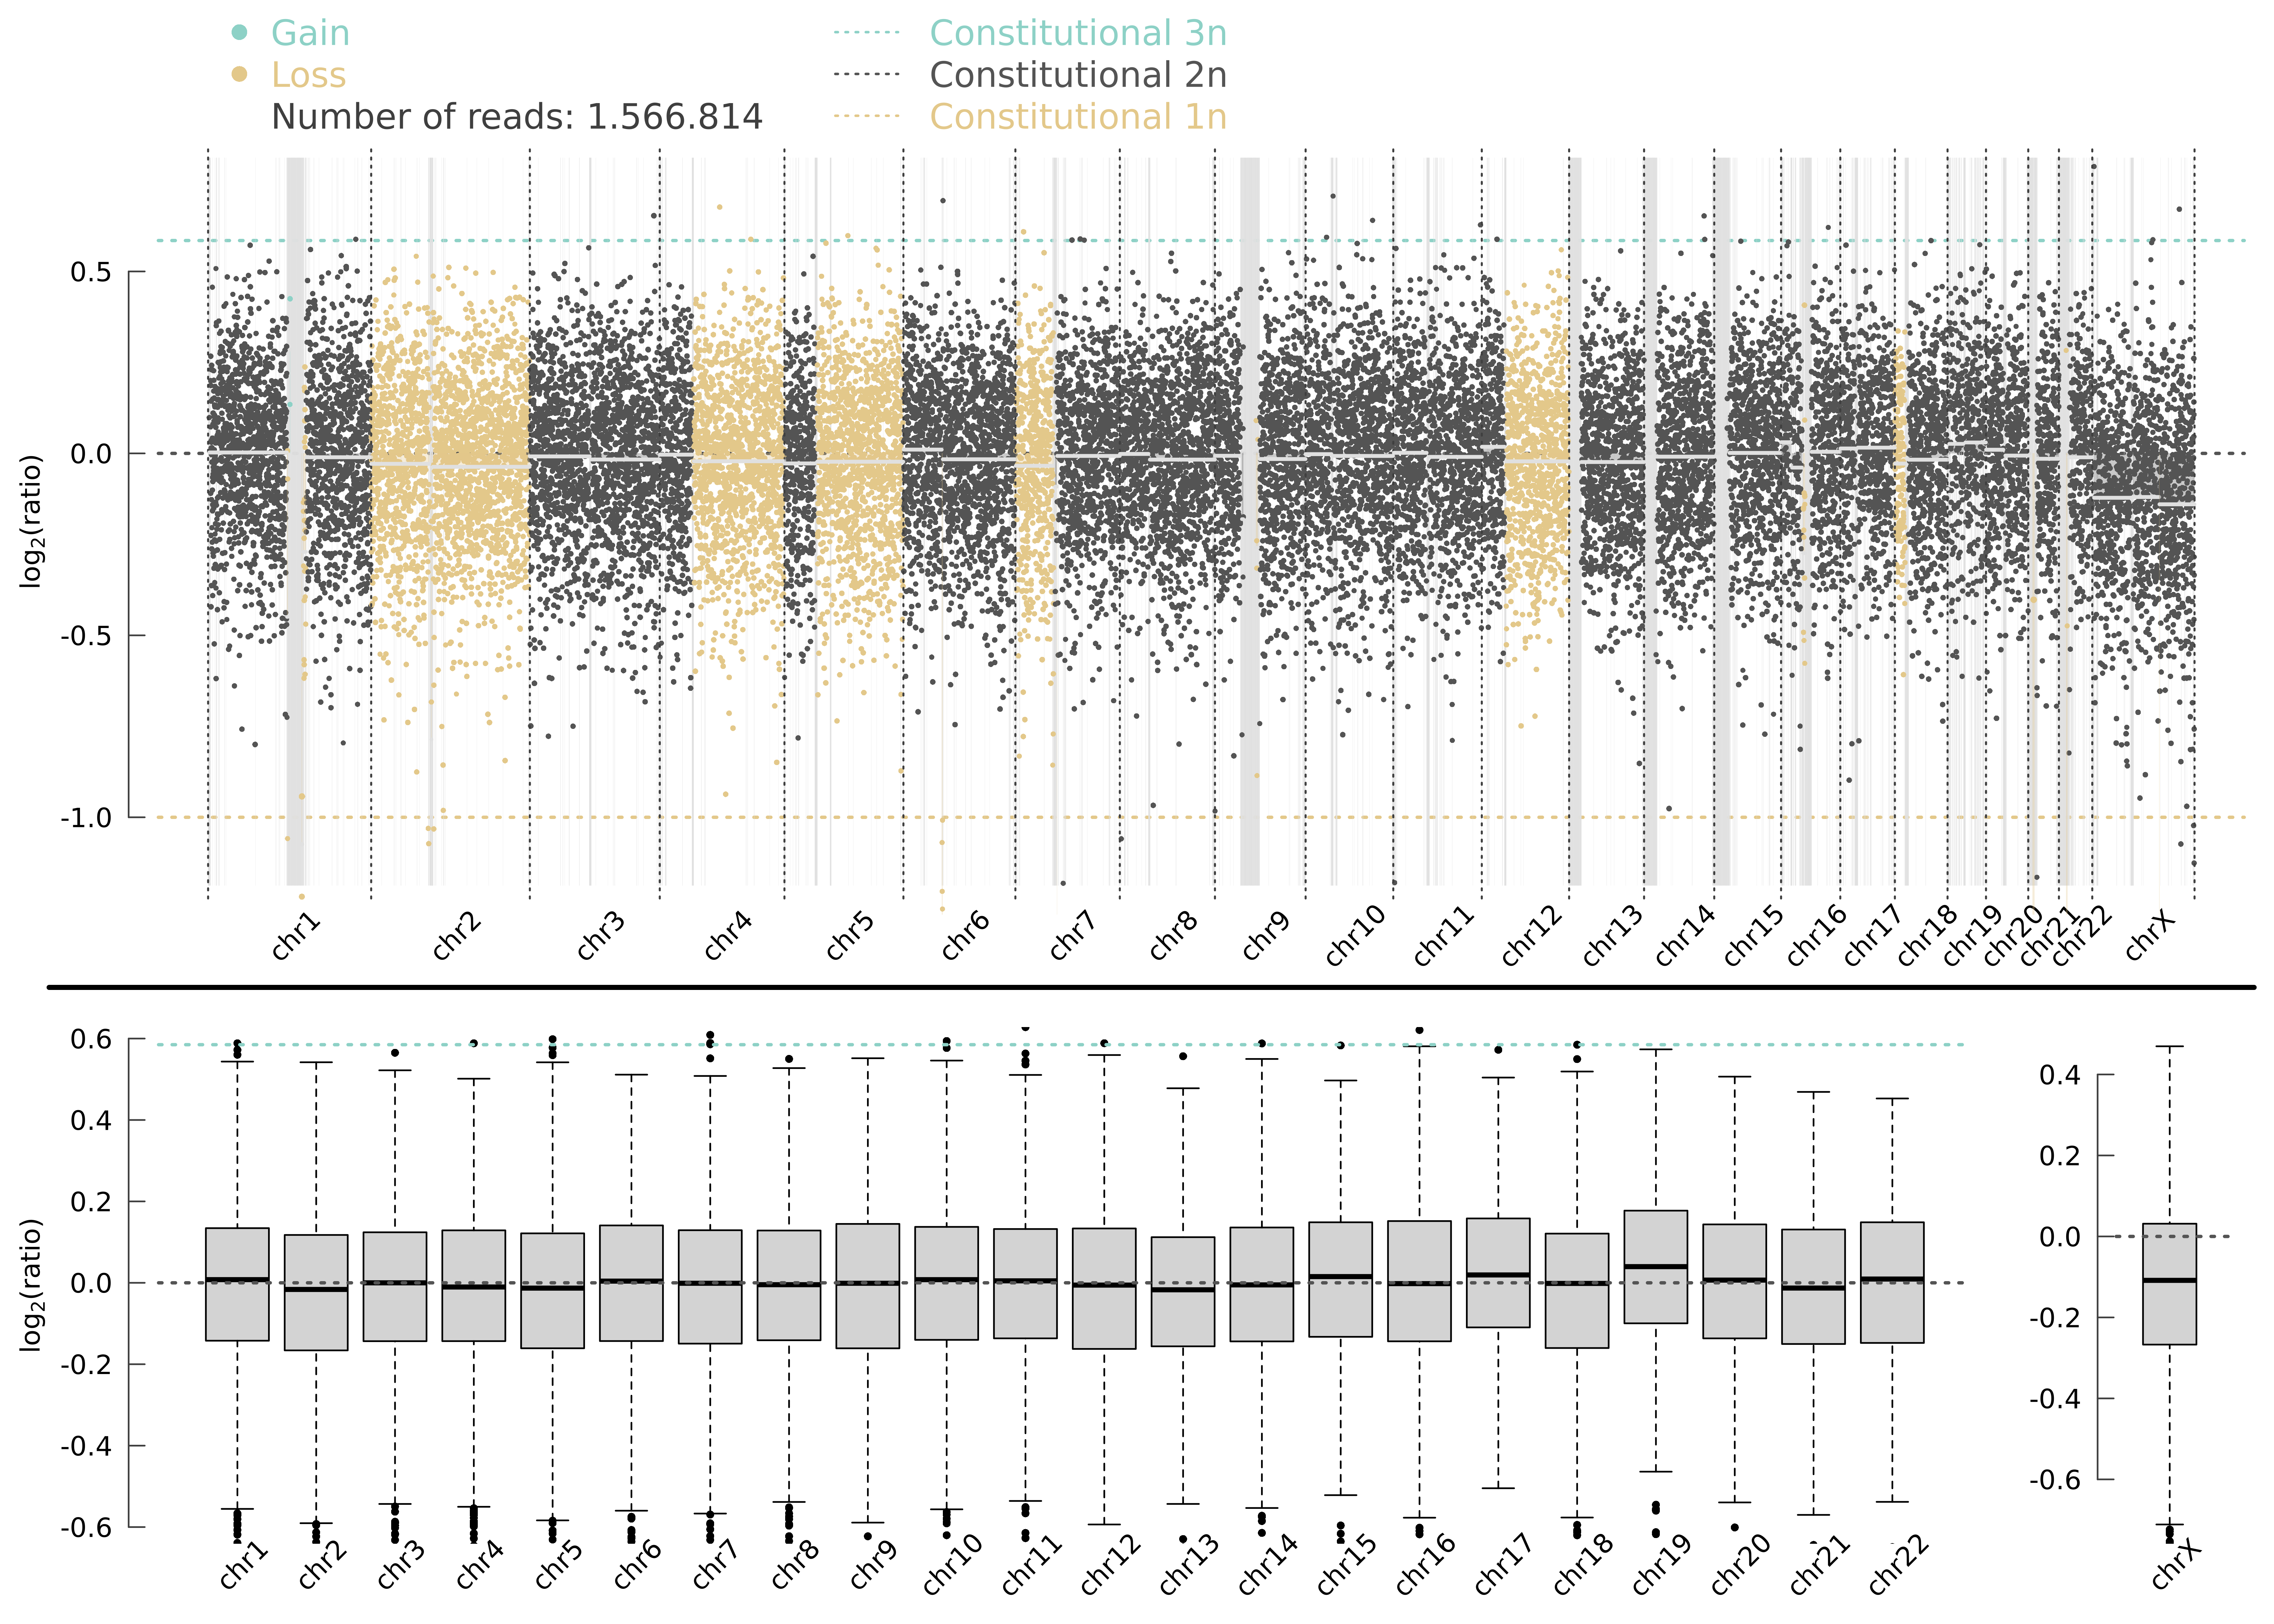 Gain
Loss
Number of reads: 1.566.814
Constitutional 3n
Constitutional 2n
Constitutional 1n
log2(ratio)
0.5
0.0
-0.5
-1.0
chr1
chr2
chr3
chr4
chr5
chr6
chr7
chr8
chr9
chr10
chr11
chr12
chr13
chr14
chr15
chr16
chr17
chr18
chr19
chr20
chr21
chr22
chrX
log2(ratio)
0.6
0.4
0.2
0.0
-0.2
-0.4
-0.6
chr1
chr2
chr3
chr4
chr5
chr6
chr7
chr8
chr9
chr10
chr11
chr12
chr13
chr14
chr15
chr16
chr17
chr18
chr19
chr20
chr21
chr22
0.4
0.2
0.0
-0.2
-0.4
-0.6
chrX